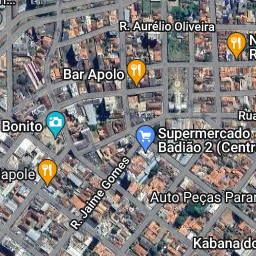 R. Aurélio Oliveira
N
R
Bar Apolo
Rua
Bonito
Supermercado
Badião 2 (Centr
apole
R. Jaime Gomes
Auto Peças Paran
Kabana do